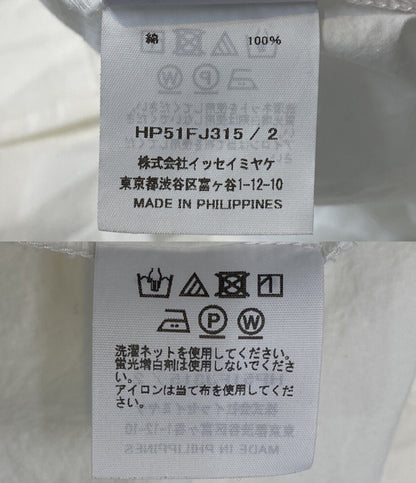 綿 100%
HP51FJ315 / 2
株式会社イッセイミヤケ
東京都渋谷区富ヶ谷1-12-10
MADE IN PHILIPPINES
P W
洗濯ネットを使用してください。
蛍光増白剤は使用しないでください。
アイロンは当て布を使用してください。